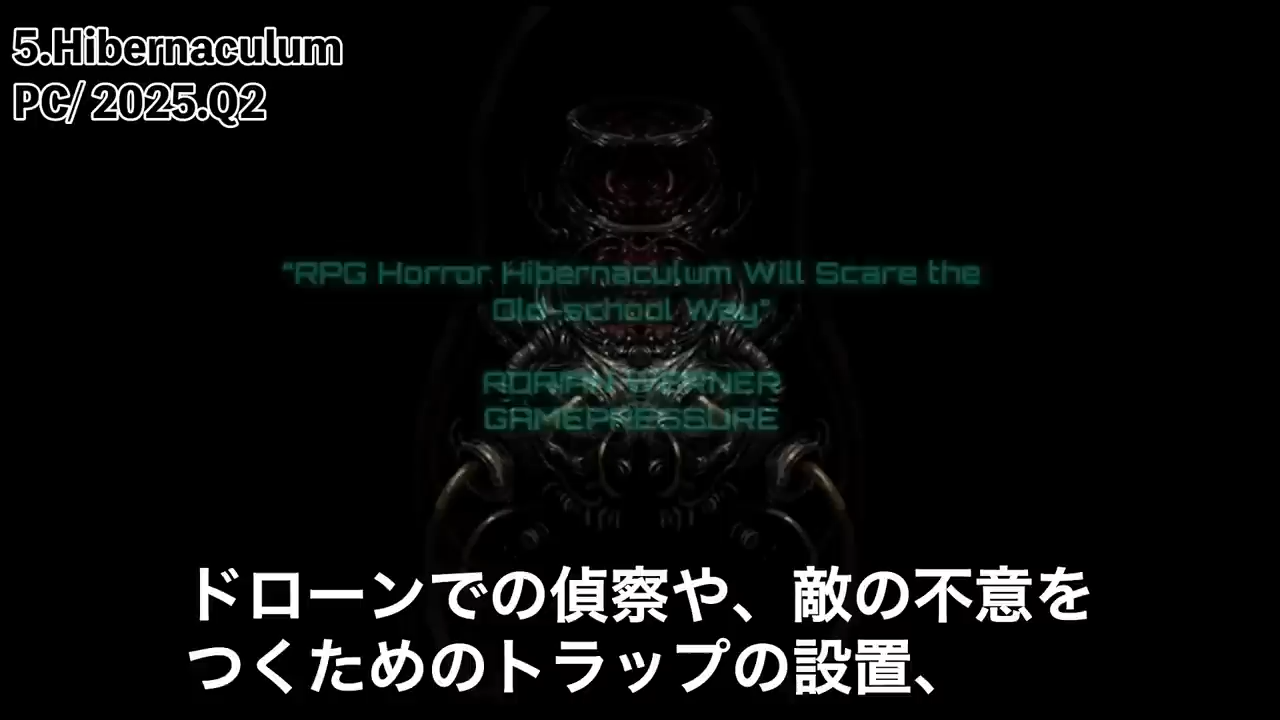 5.Hibernaculum
PC/ 2025.Q2
"RPG Horror Hibernaculum Will Scare the
Old-school Way"
ADRIAN WERNER
GAMEPRESSURE
ドローンでの偵察や、敵の不意を
つくためのトラップの設置、